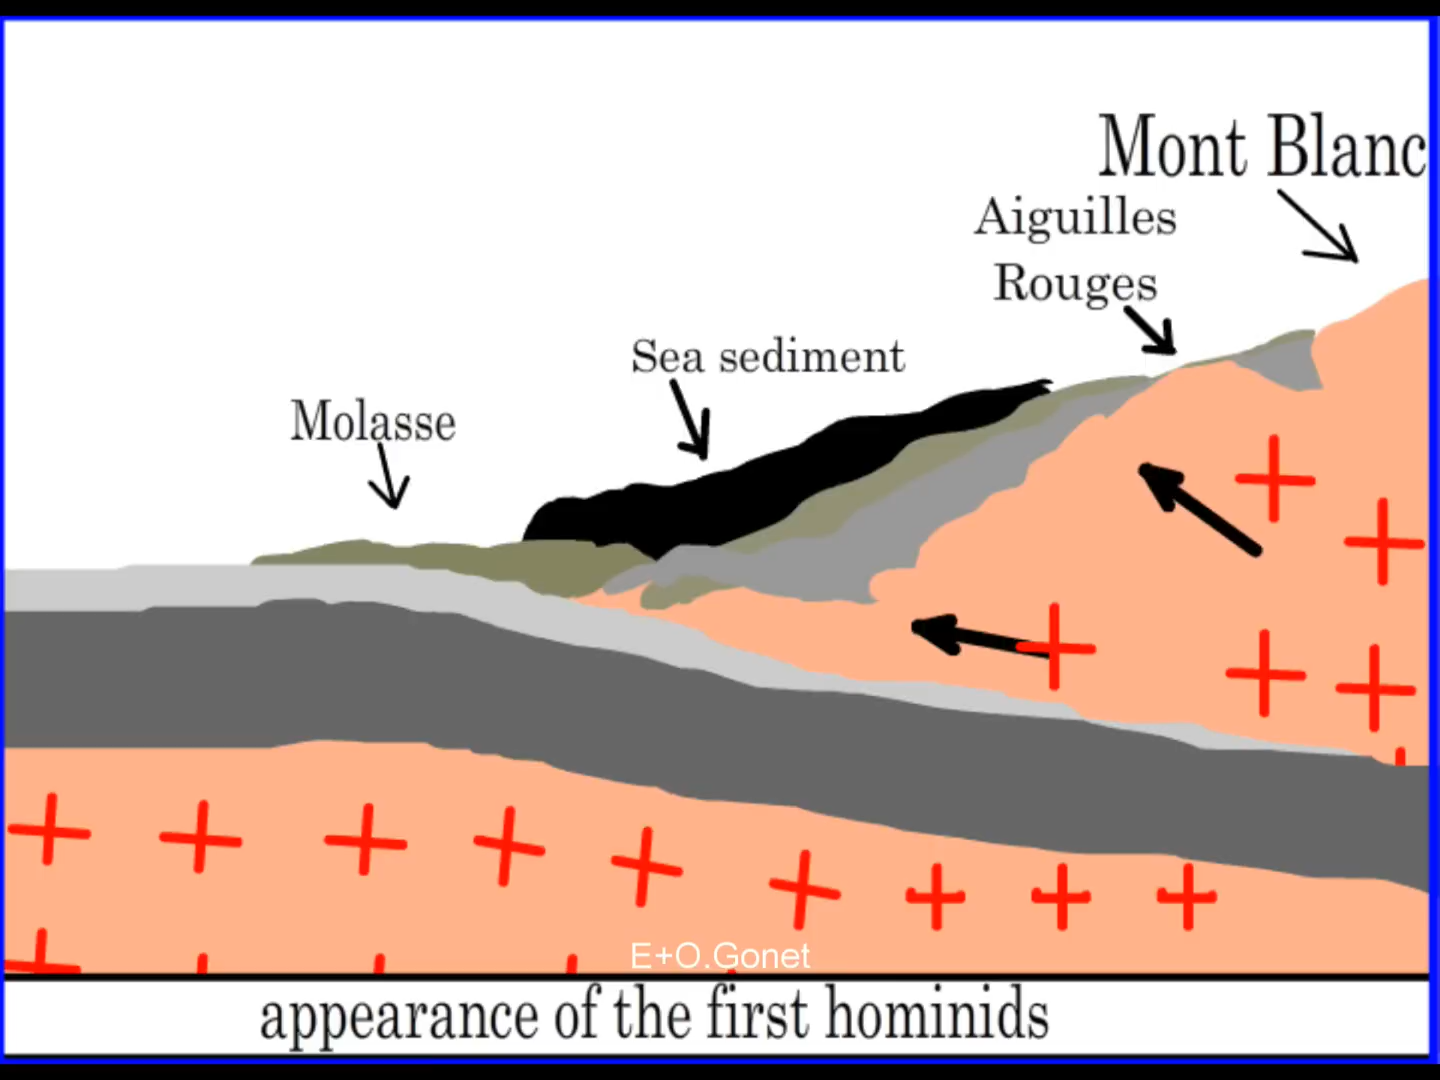 Mont Blanc
Aiguilles
Rouges
Sea sediment
Molasse
E+O.Gonet
appearance of the first hominids